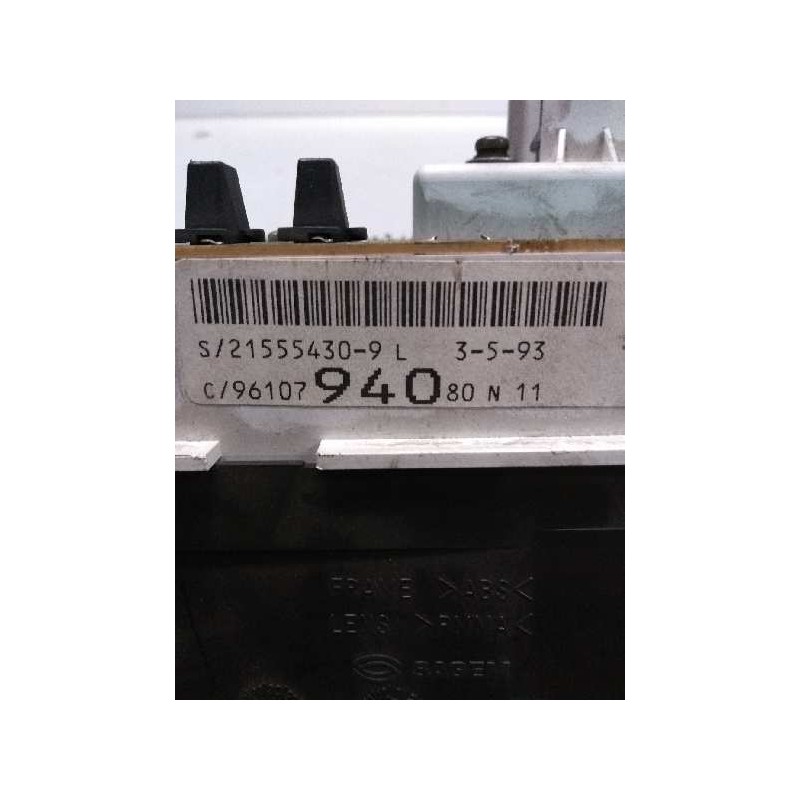 S/21555430-9 L 3-5-93
C/96107 940 80 N 11
FRAME >ABS<
LENS >PMMA<
SAGEM